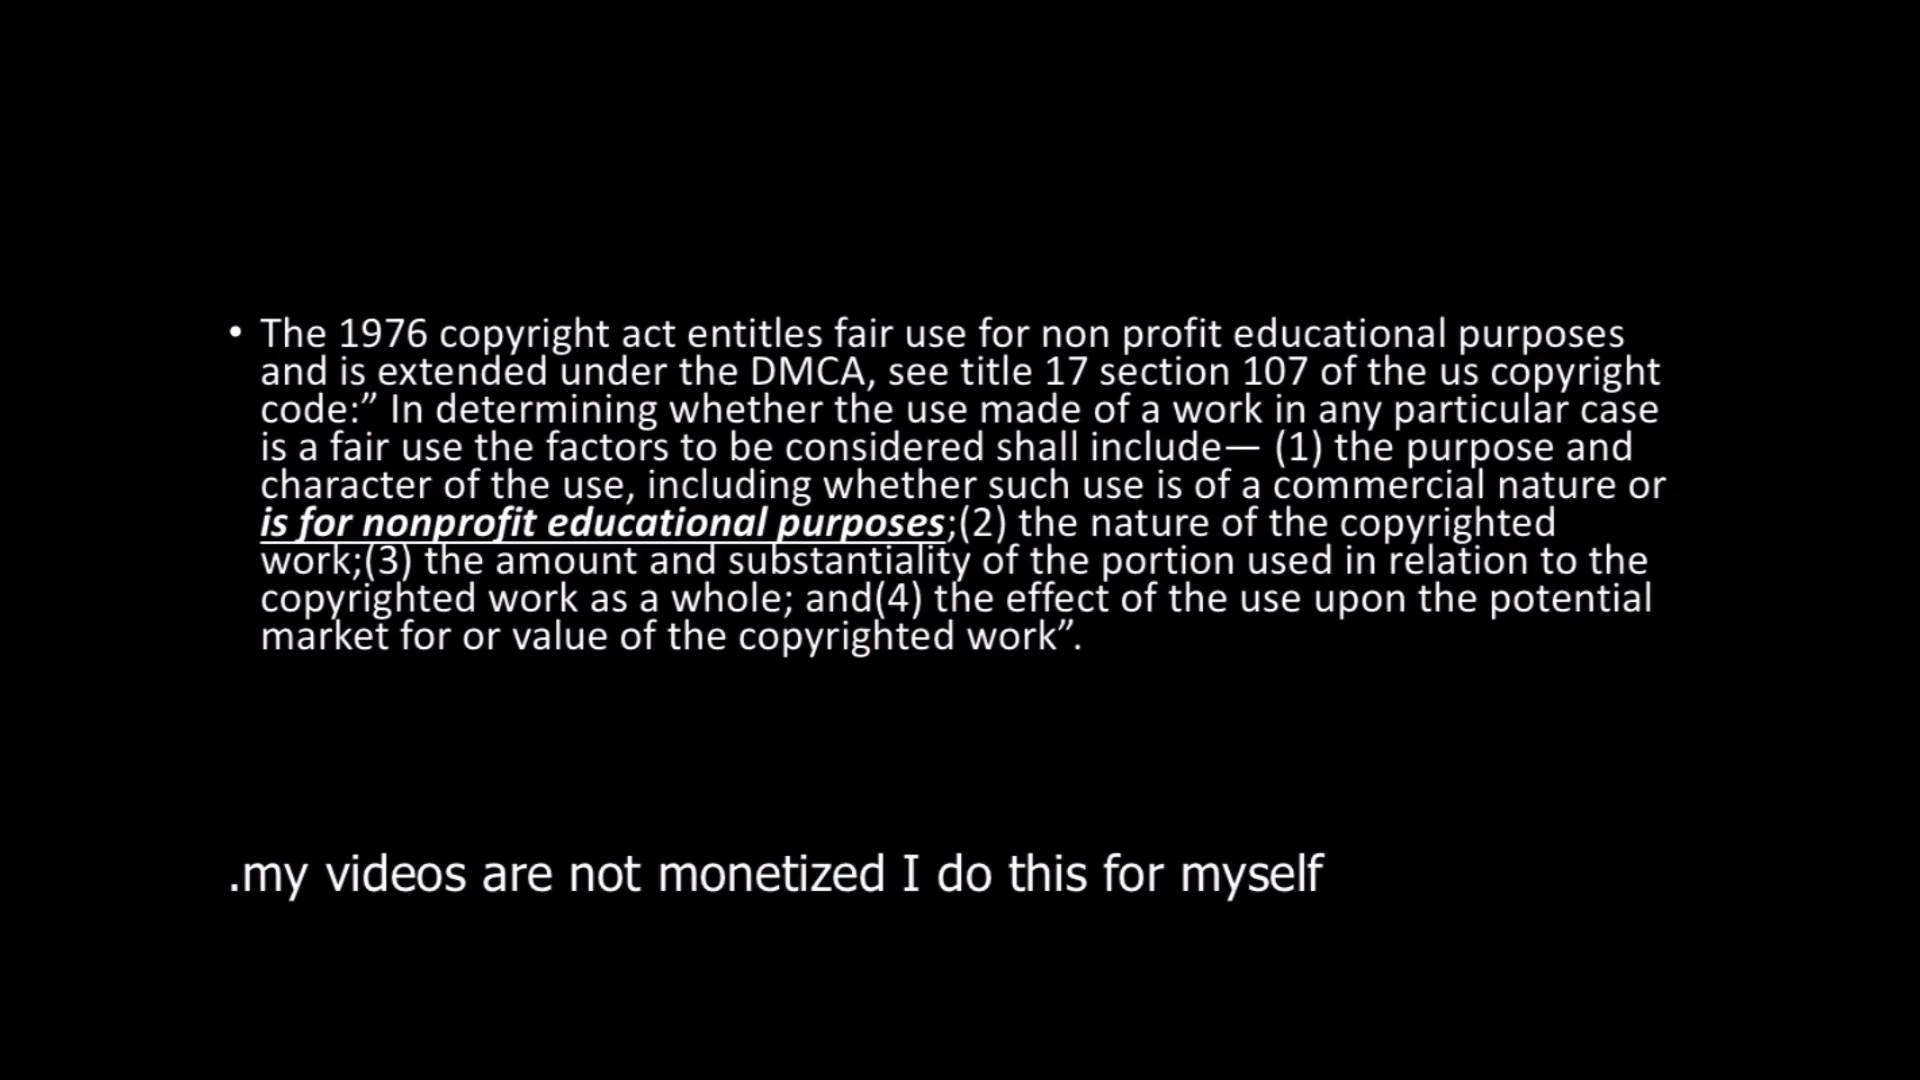 • The 1976 copyright act entitles fair use for non profit educational purposes
and is extended under the DMCA, see title 17 section 107 of the us copyright
code:” In determining whether the use made of a work in any particular case
is a fair use the factors to be considered shall include— (1) the purpose and
character of the use, including whether such use is of a commercial nature or
is for nonprofit educational purposes;(2) the nature of the copyrighted
work;(3) the amount and substantiality of the portion used in relation to the
copyrighted work as a whole; and(4) the effect of the use upon the potential
market for or value of the copyrighted work”.
.my videos are not monetized I do this for myself